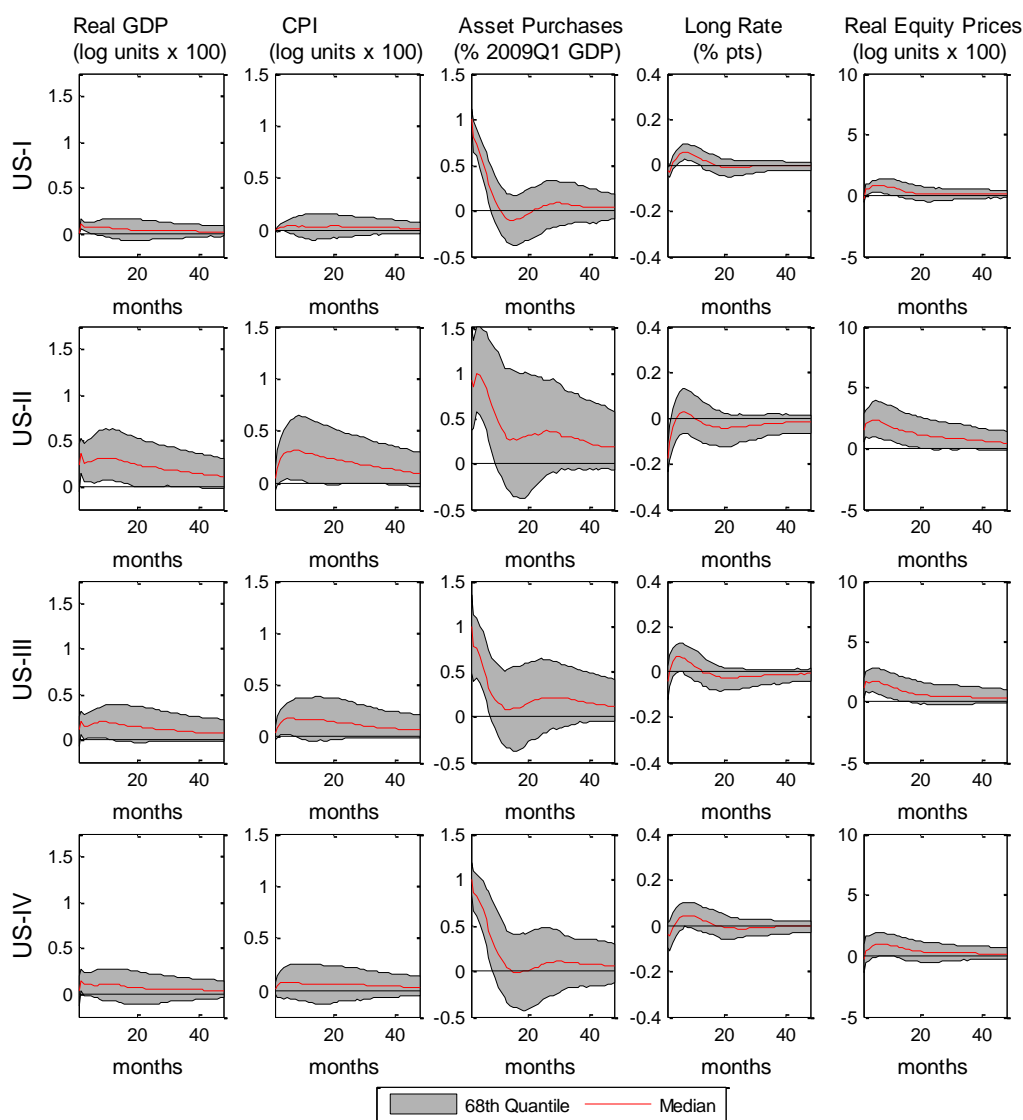 Real GDP CPI Asset Purchases Long Rate Real Equity Prices
(log units x 100) (log units x 100) (% 2009Q1 GDP) (% pts) (log units x 100)
US-I
1.5 1.5 1.5 0.4 10
1 1 1 0.2 5
0.5 0.5 0.5 0 0
0 0 0 -0.2
-0.5 -0.4 -5
20 40 20 40 20 40 20 40 20 40
months months months months months
US-II
1.5 1.5 1.5 0.4 10
1 1 1 0.2 5
0.5 0.5 0.5 0 0
0 0 0 -0.2
-0.5 -0.4 -5
20 40 20 40 20 40 20 40 20 40
months months months months months
US-III
1.5 1.5 1.5 0.4 10
1 1 1 0.2 5
0.5 0.5 0.5 0 0
0 0 0 -0.2
-0.5 -0.4 -5
20 40 20 40 20 40 20 40 20 40
months months months months months
US-IV
1.5 1.5 1.5 0.4 10
1 1 1 0.2 5
0.5 0.5 0.5 0 0
0 0 0 -0.2
-0.5 -0.4 -5
20 40 20 40 20 40 20 40 20 40
months months months months months
68th Quantile Median